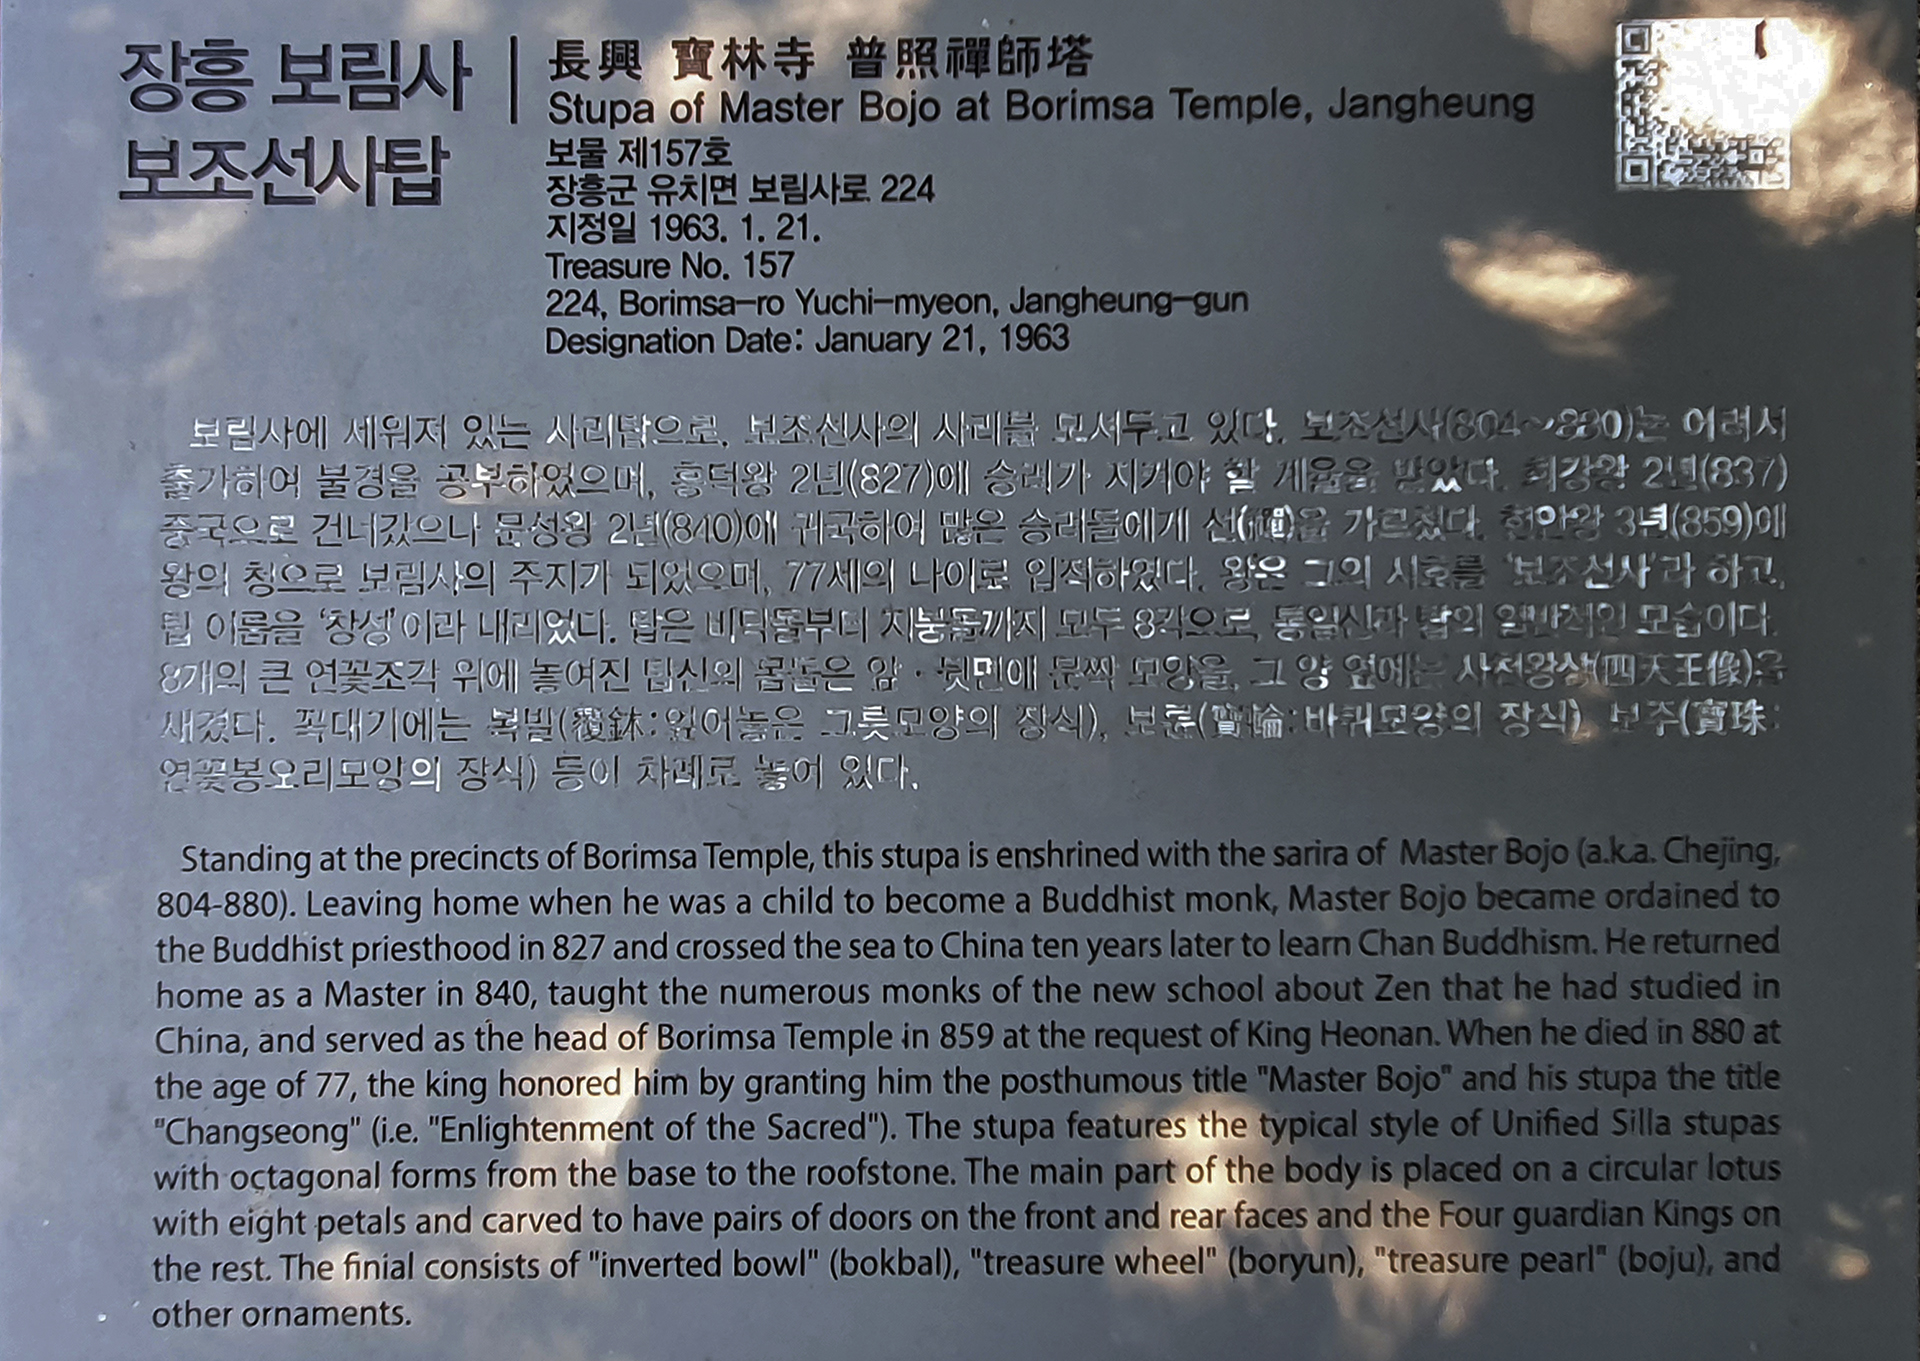 장흥 보림사
보조선사탑
長興 寶林寺 普照禪師塔
Stupa of Master Bojo at Borimsa Temple, Jangheung
보물 제157호
장흥군 유치면 보림사로 224
지정일 1963. 1. 21.
Treasure No. 157
224, Borimsa-ro Yuchi-myeon, Jangheung-gun
Designation Date: January 21, 1963
보림사에 세워져 있는 사리탑으로, 보조선사의 사리를 모셔두고 있다. 보조선사(804~880)는 어려서
출가하여 불경을 공부하였으며, 흥덕왕 2년(827)에 승려가 지켜야 할 계율을 받았다. 희강왕 2년(837)
중국으로 건너갔으나 문성왕 2년(840)에 귀국하여 많은 승려들에게 선(禪)을 가르쳤다. 헌안왕 3년(859)에
왕의 청으로 보림사의 주지가 되었으며, 77세의 나이로 입적하였다. 왕은 그의 시호를 '보조선사'라 하고,
탑 이름을 '창성'이라 내리었다. 탑은 바닥돌부터 지붕돌까지 모두 8각으로, 통일신라 탑의 일반적인 모습이다.
8개의 큰 연꽃조각 위에 놓여진 탑신의 몸돌은 앞·뒷면에 문짝 모양을, 그 양 옆에는 사천왕상(四天王像)을
새겼다. 꼭대기에는 복발(覆鉢:엎어놓은 그릇모양의 장식), 보륜(寶輪:바퀴모양의 장식), 보주(寶珠:
연꽃봉오리모양의 장식) 등이 차례로 놓여 있다.
Standing at the precincts of Borimsa Temple, this stupa is enshrined with the sarira of Master Bojo (a.k.a. Chejing,
804-880). Leaving home when he was a child to become a Buddhist monk, Master Bojo became ordained to
the Buddhist priesthood in 827 and crossed the sea to China ten years later to learn Chan Buddhism. He returned
home as a Master in 840, taught the numerous monks of the new school about Zen that he had studied in
China, and served as the head of Borimsa Temple in 859 at the request of King Heonan. When he died in 880 at
the age of 77, the king honored him by granting him the posthumous title "Master Bojo" and his stupa the title
"Changseong" (i.e. "Enlightenment of the Sacred"). The stupa features the typical style of Unified Silla stupas
with octagonal forms from the base to the roofstone. The main part of the body is placed on a circular lotus
with eight petals and carved to have pairs of doors on the front and rear faces and the Four guardian Kings on
the rest. The finial consists of "inverted bowl" (bokbal), "treasure wheel" (boryun), "treasure pearl" (boju), and
other ornaments.